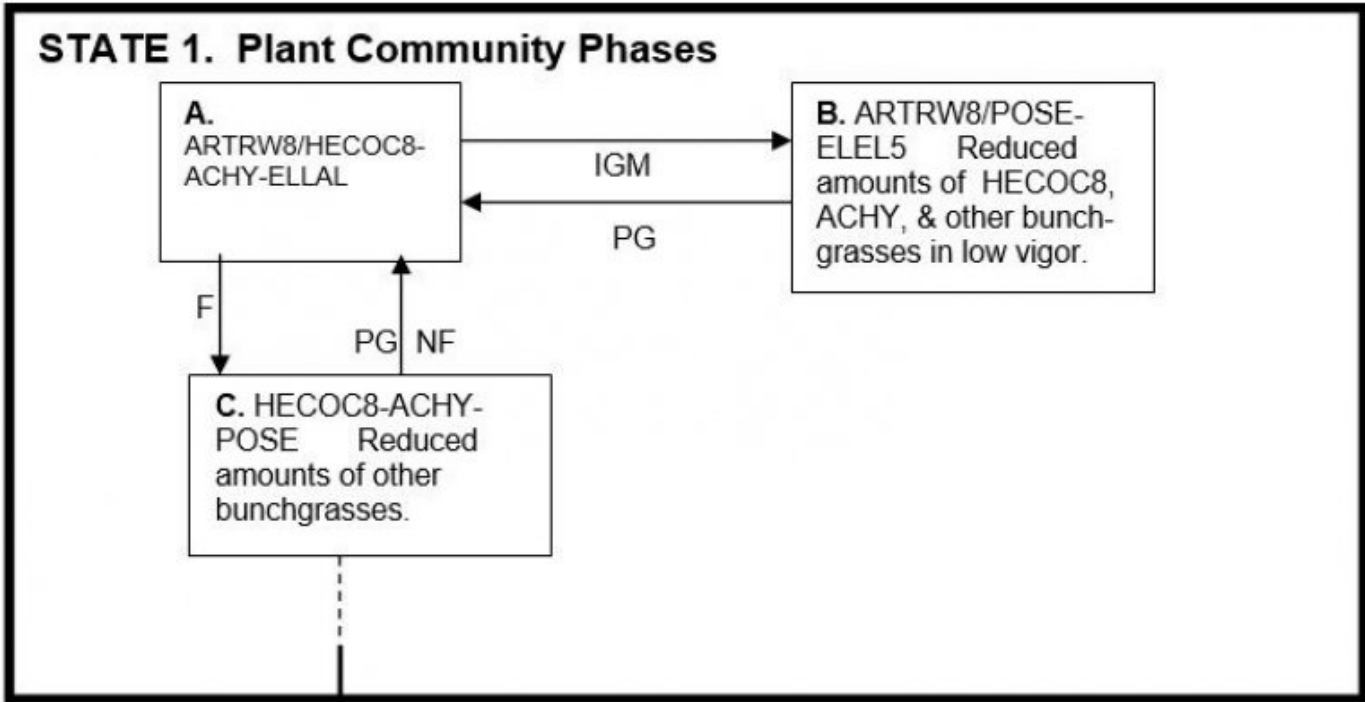 STATE 1. Plant Community Phases
A.
ARTRW8/HECOC8-
ACHY-ELLAL
IGM
PG
B. ARTRW8/POSE-
ELEL5 Reduced
amounts of HECOC8,
ACHY, & other bunch-
grasses in low vigor.
F
PG NF
C. HECOC8-ACHY-
POSE Reduced
amounts of other
bunchgrasses.